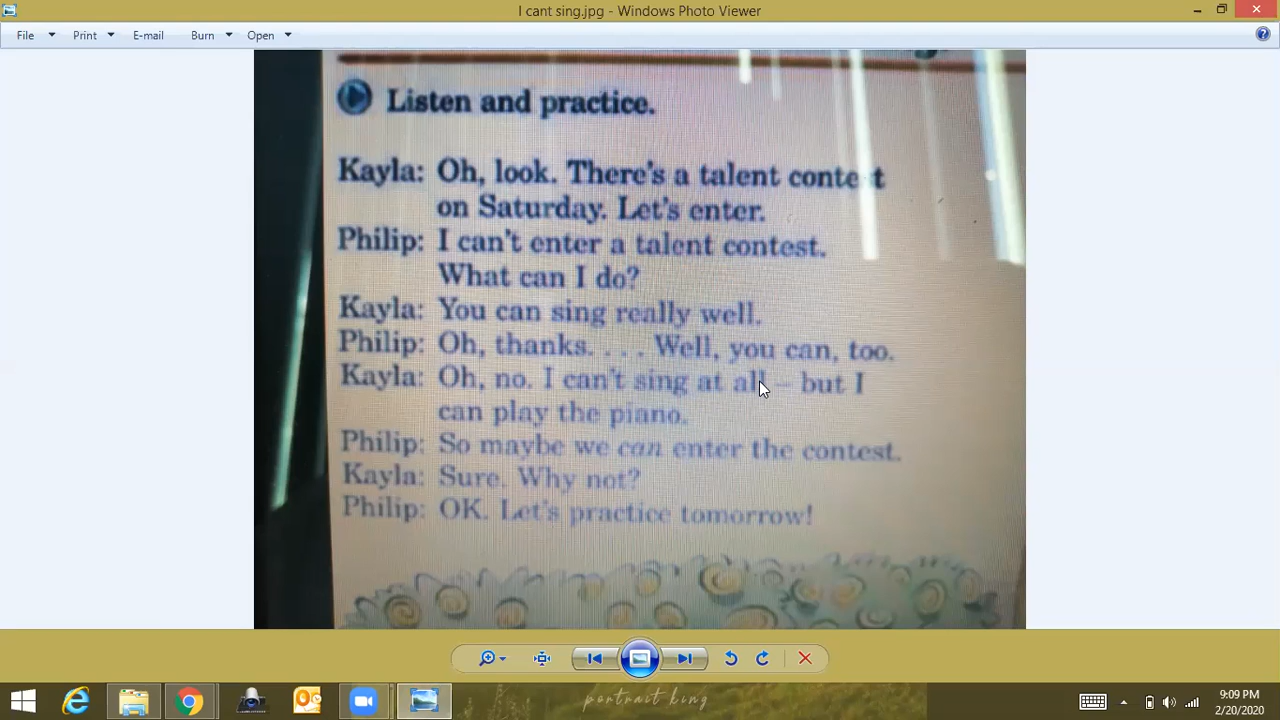 I cant sing.jpg - Windows Photo Viewer
File Print E-mail Burn Open
Listen and practice.
Kayla: Oh, look. There's a talent contest
on Saturday. Let's enter.
Philip: I can't enter a talent contest.
What can I do?
Kayla: You can sing really well.
Philip: Oh, thanks. . . . Well, you can, too.
Kayla: Oh, no. I can't sing at all – but I
can play the piano.
Philip: So maybe we can enter the contest.
Kayla: Sure. Why not?
Philip: OK. Let's practice tomorrow!
portrait king
9:09 PM
2/20/2020